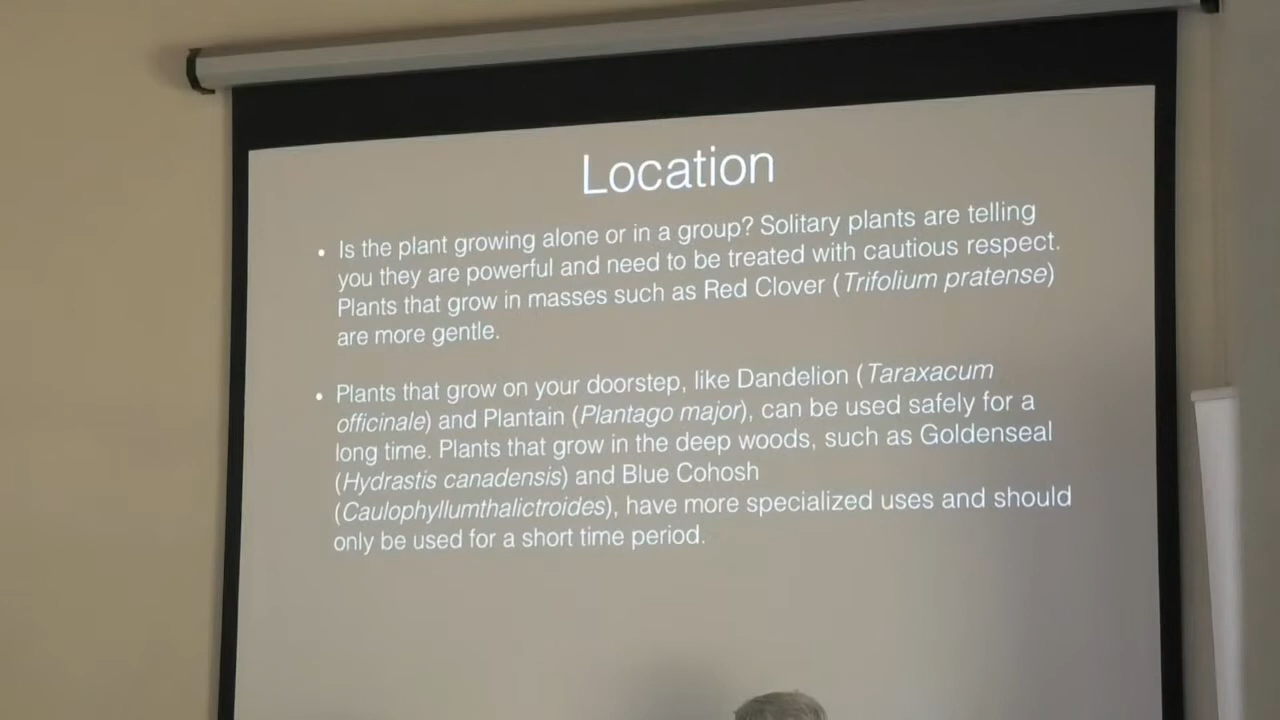 Location
• Is the plant growing alone or in a group? Solitary plants are telling
you they are powerful and need to be treated with cautious respect.
Plants that grow in masses such as Red Clover (Trifolium pratense)
are more gentle.
• Plants that grow on your doorstep, like Dandelion (Taraxacum
officinale) and Plantain (Plantago major), can be used safely for a
long time. Plants that grow in the deep woods, such as Goldenseal
(Hydrastis canadensis) and Blue Cohosh
(Caulophyllumthalictroides), have more specialized uses and should
only be used for a short time period.